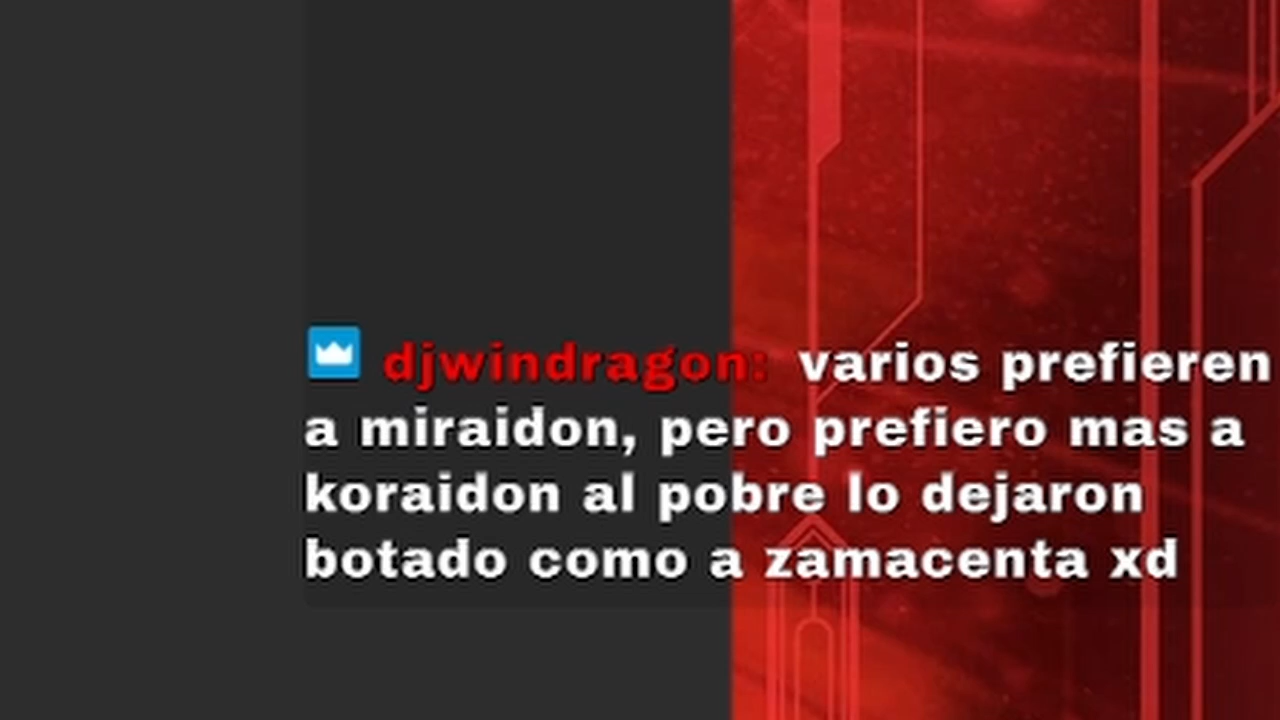 djwindragon: varios prefieren
a miraidon, pero prefiero mas a
koraidon al pobre lo dejaron
botado como a zamacenta xd